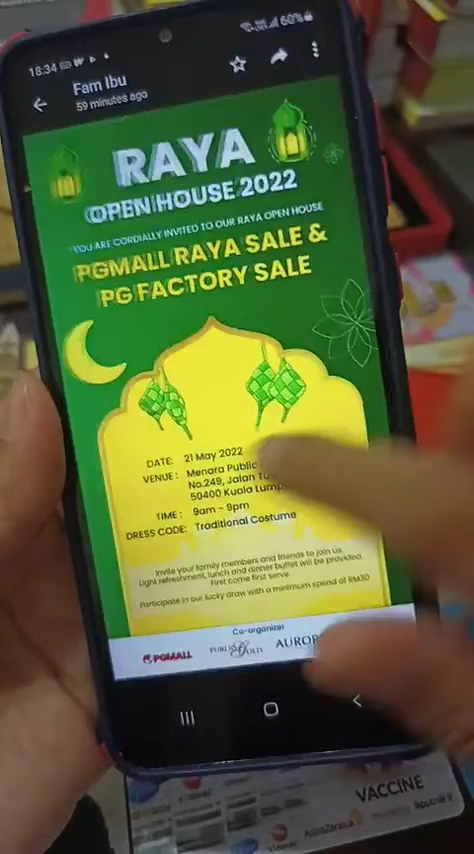 18:34
60%
Fam Ibu
59 minutes ago
RAYA
OPEN HOUSE 2022
YOU ARE CORDIALLY INVITED TO OUR RAYA OPEN HOUSE
PGMALL RAYA SALE &
PG FACTORY SALE
DATE: 21 May 2022
VENUE: Menara Public
No.249, Jalan
50400 Kuala
TIME: 9am - 9pm
DRESS CODE: Traditional Costume
Invite your family members and friends to join us.
Light refreshment, lunch and dinner buffet will be provided.
First come first serve.
Participate in our lucky draw with a minimum spend of RM30
Co-organizer
PGMALL PUBLIC GOLD
VACCINE
AstraZeneca
Sputnik